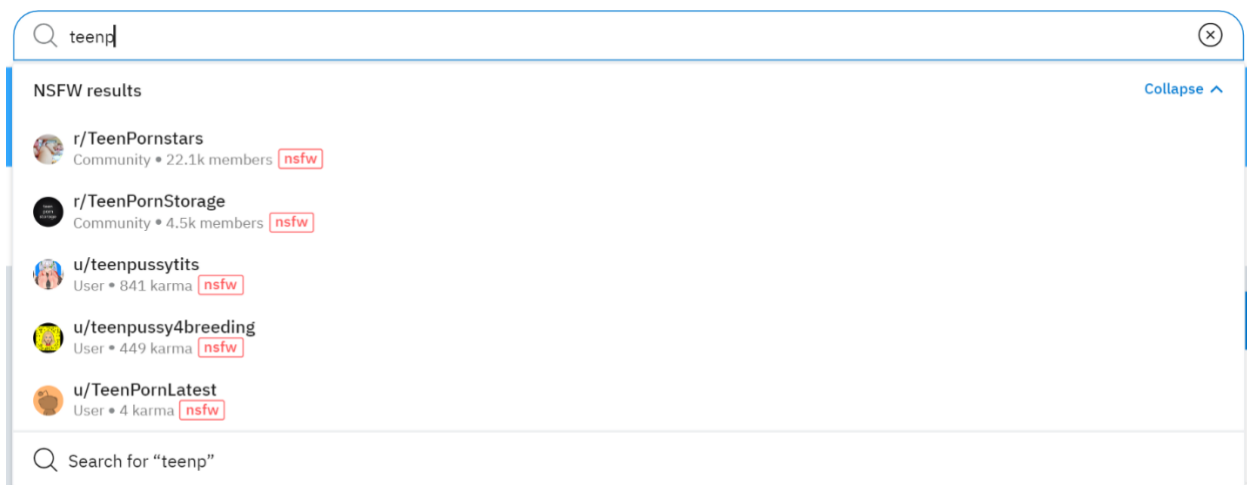 teenp
NSFW results
Collapse
r/TeenPornstars
Community • 22.1k members nsfw
r/TeenPornStorage
Community • 4.5k members nsfw
u/teenpussytits
User • 841 karma nsfw
u/teenpussy4breeding
User • 449 karma nsfw
u/TeenPornLatest
User • 4 karma nsfw
Search for “teenp”